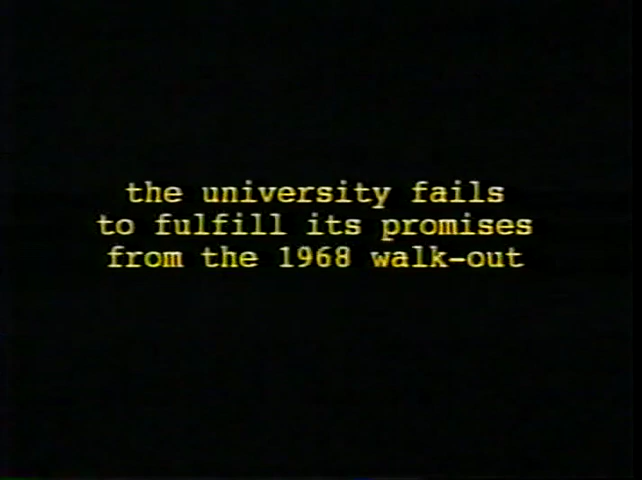 the university fails
to fulfill its promises
from the 1968 walk-out